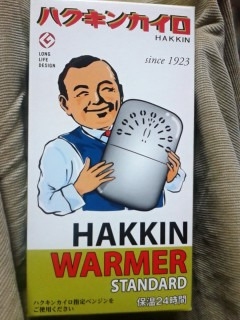 ハクキンカイロ
HAKKIN
LONG
LIFE
DESIGN
since 1923
HAKKIN
WARMER
STANDARD
保温24時間
ハクキンカイロ指定ベンジンを
ご使用ください